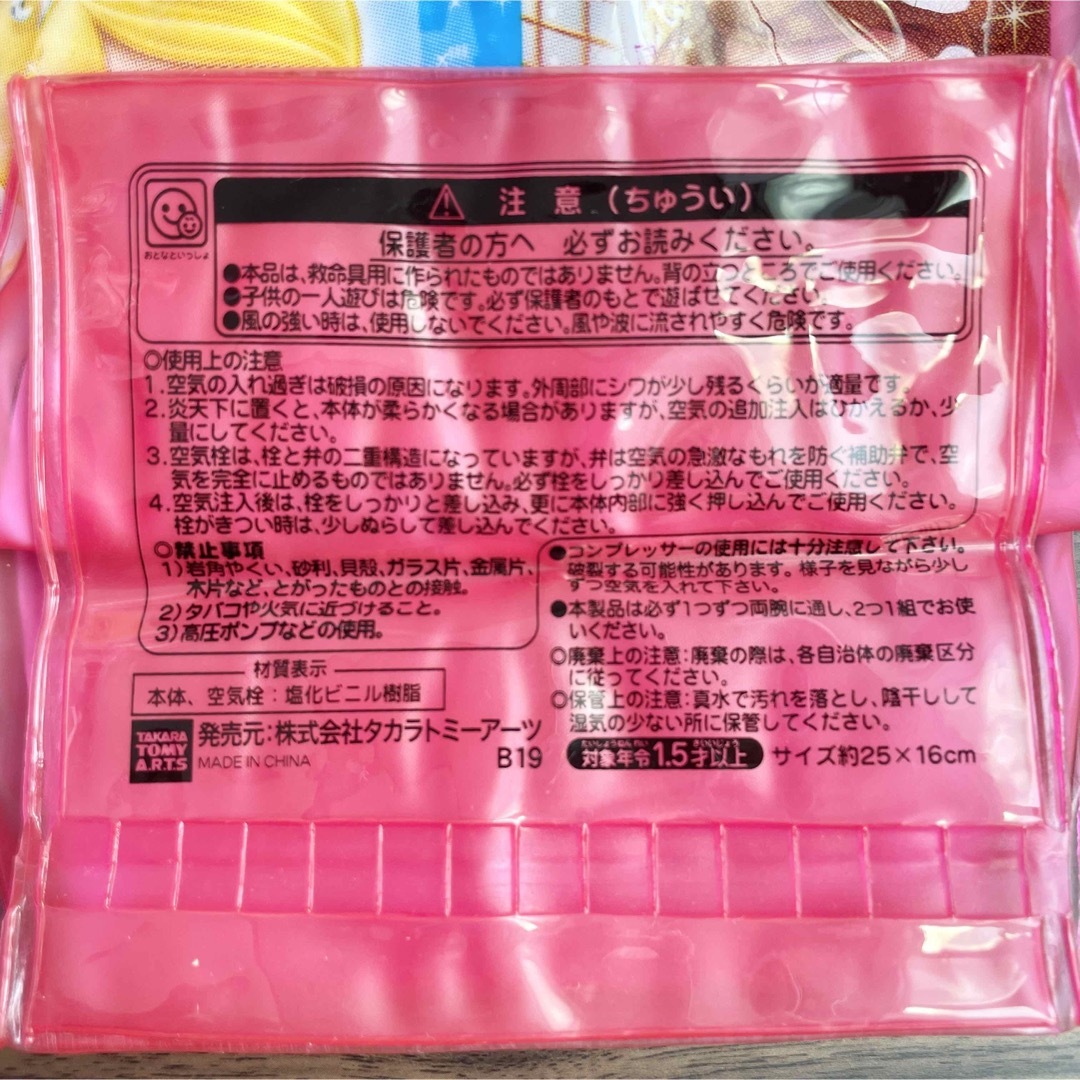 おとなといっしょ
注意(ちゅうい)
保護者の方へ 必ずお読みください。
●本品は、救命具用に作られたものではありません。背の立つところでご使用ください。
●子供の一人遊びは危険です。必ず保護者のもとで遊ばせてください。
●風の強い時は、使用しないでください。風や波に流されやすく危険です。
◎使用上の注意
1.空気の入れ過ぎは破損の原因になります。外周部にシワが少し残るくらいが適量です。
2.炎天下に置くと、本体が柔らかくなる場合がありますが、空気の追加注入はひかえるか、少
量にしてください。
3.空気栓は、栓と弁の二重構造になっていますが、弁は空気の急激なもれを防ぐ補助弁で、空
気を完全に止めるものではありません。必ず栓をしっかり差し込んでご使用ください。
4.空気注入後は、栓をしっかりと差し込み、更に本体内部に強く押し込んでご使用ください。
栓がきつい時は、少しぬらして差し込んでください。
◎禁止事項
1)岩角やくい、砂利、貝殻、ガラス片、金属片、
木片など、とがったものとの接触。
2)タバコや火気に近づけること。
3)高圧ポンプなどの使用。
●コンプレッサーの使用には十分注意して下さい。
破裂する可能性があります。様子を見ながら少し
ずつ空気を入れて下さい。
●本製品は必ず1つずつ両腕に通し、2つ1組でお使
いください。
◎廃棄上の注意:廃棄の際は、各自治体の廃棄区分
に従ってください。
◎保管上の注意:真水で汚れを落とし、陰干しして
湿気の少ない所に保管してください。
材質表示
本体、空気栓:塩化ビニル樹脂
TAKARA
TOMY
ARTS
発売元:株式会社タカラトミーアーツ
MADE IN CHINA
B19
たいしょうねんれい さいいじょう
対象年令1.5才以上
サイズ約25×16cm